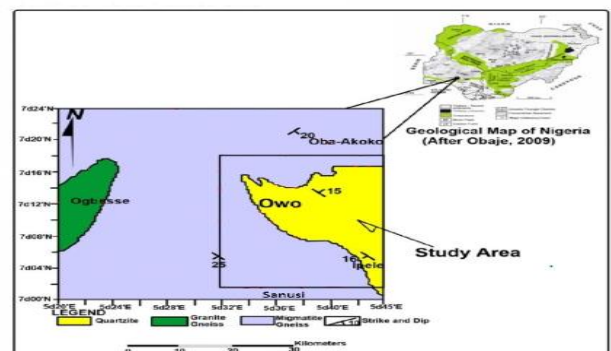 Geological Map of Nigeria
(After Obaje, 2009)
7d24'N
N
7d20'N
20
Oba-Akoko
7d16'N
15
Ogbesse
Owo
7d12'N
7d08'N
Study Area
16
25
Ipele
7d04'N
Sanusi
7d00'N
5d20'E 5d24'E 5d28'E 5d32'E 5d36'E 5d40'E 5d45'E
LEGEND
Quartzite
Granite Gneiss
Migmatite Gneiss
10
Strike and Dip
Kilometers
0 10 20 30